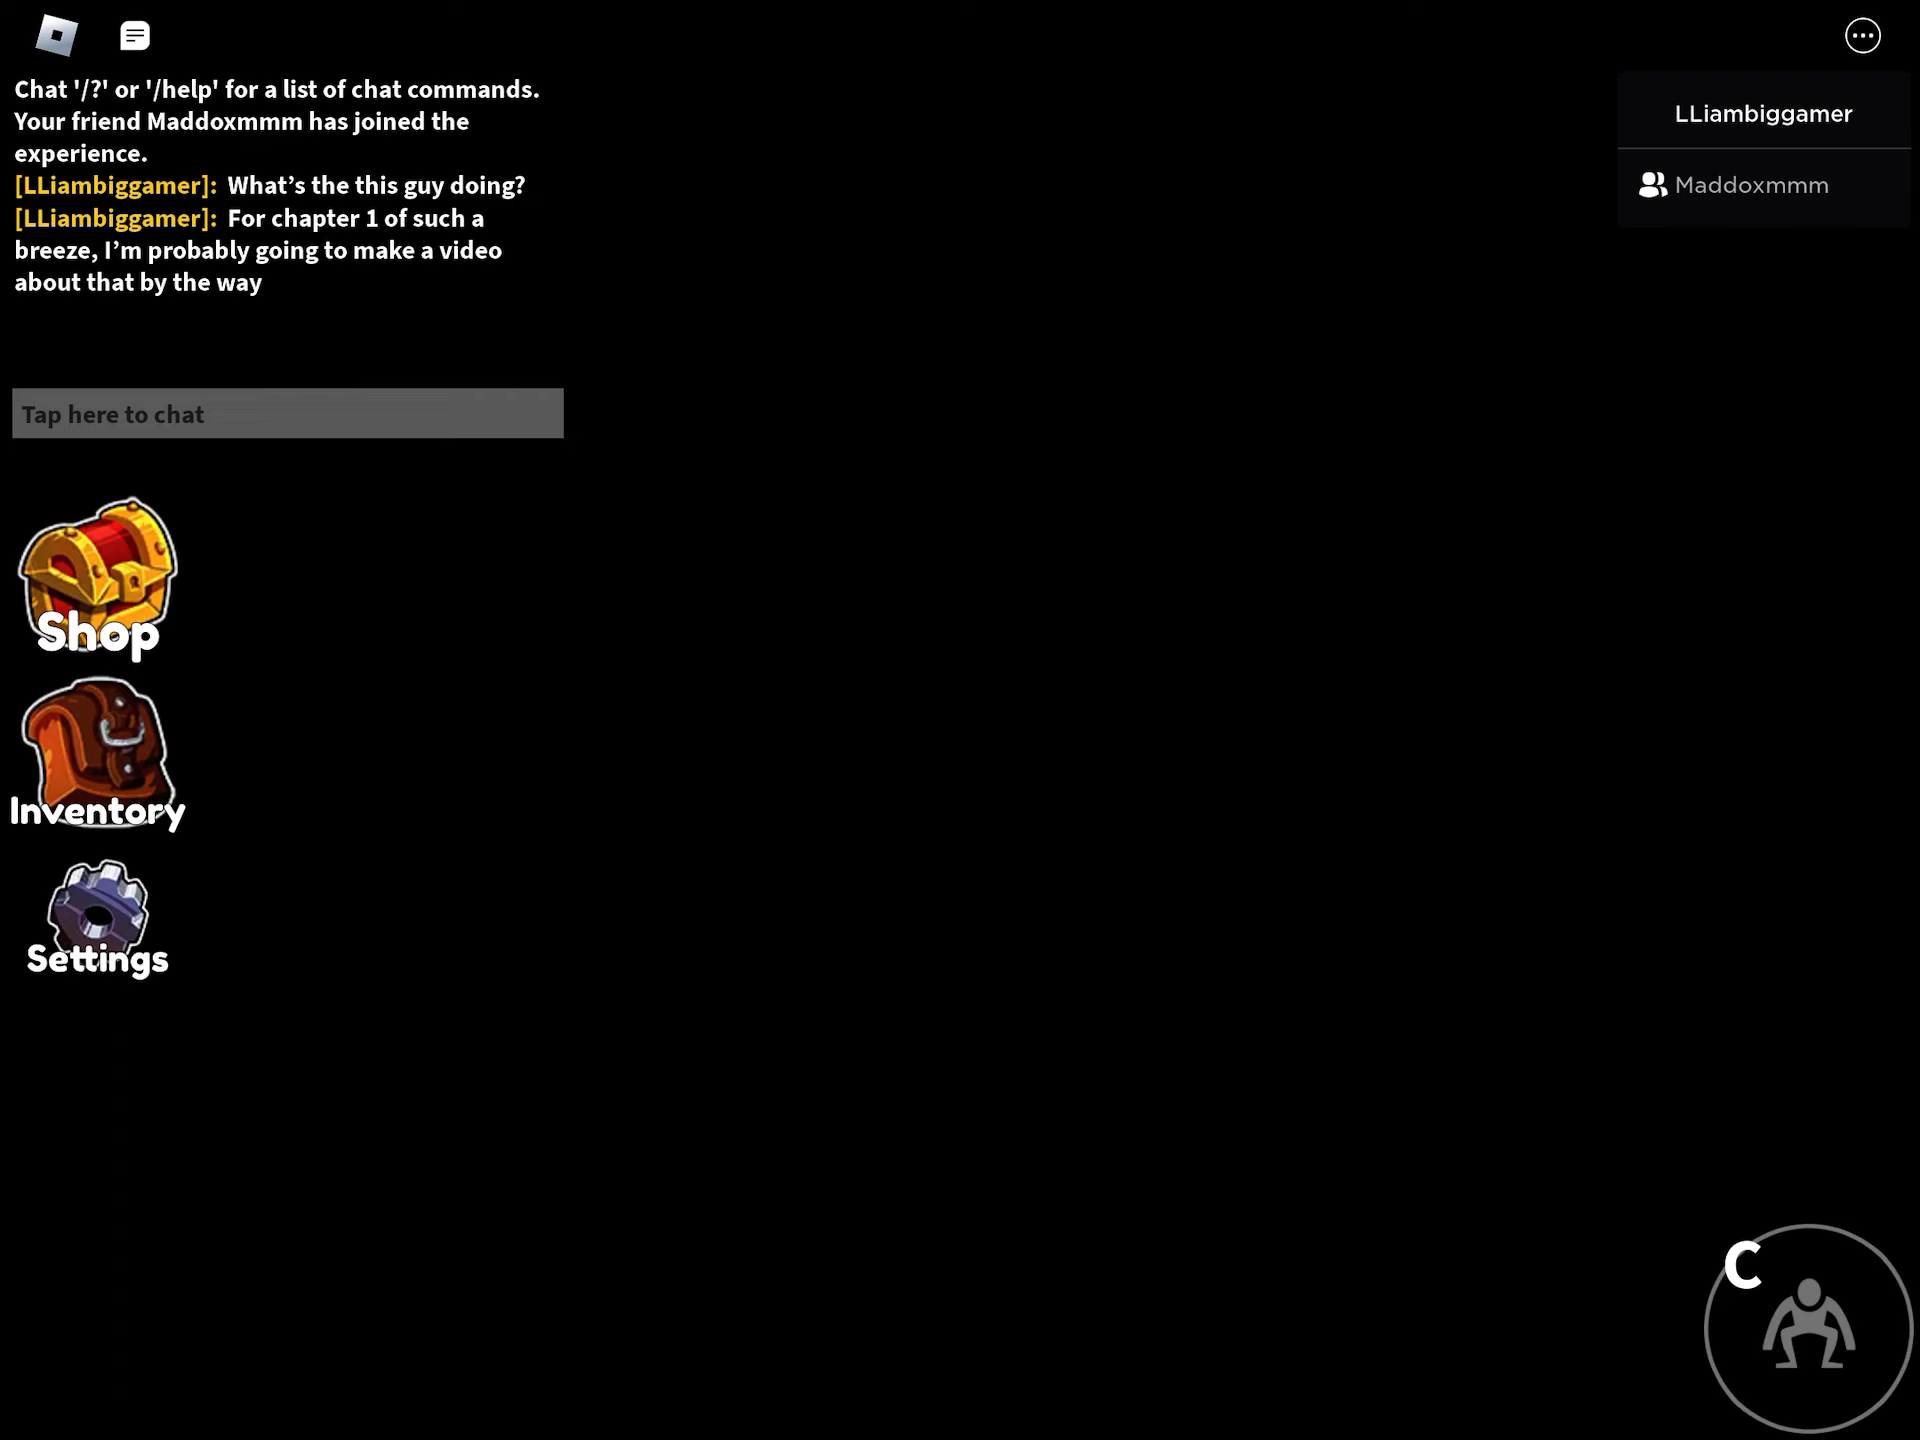 Chat '/?' or '/help' for a list of chat commands.
Your friend Maddoxmmm has joined the
experience.
[LLiambiggamer]: What’s the this guy doing?
[LLiambiggamer]: For chapter 1 of such a
breeze, I’m probably going to make a video
about that by the way
Tap here to chat
LLiambiggamer
Maddoxmmm
Shop
Inventory
Settings
C